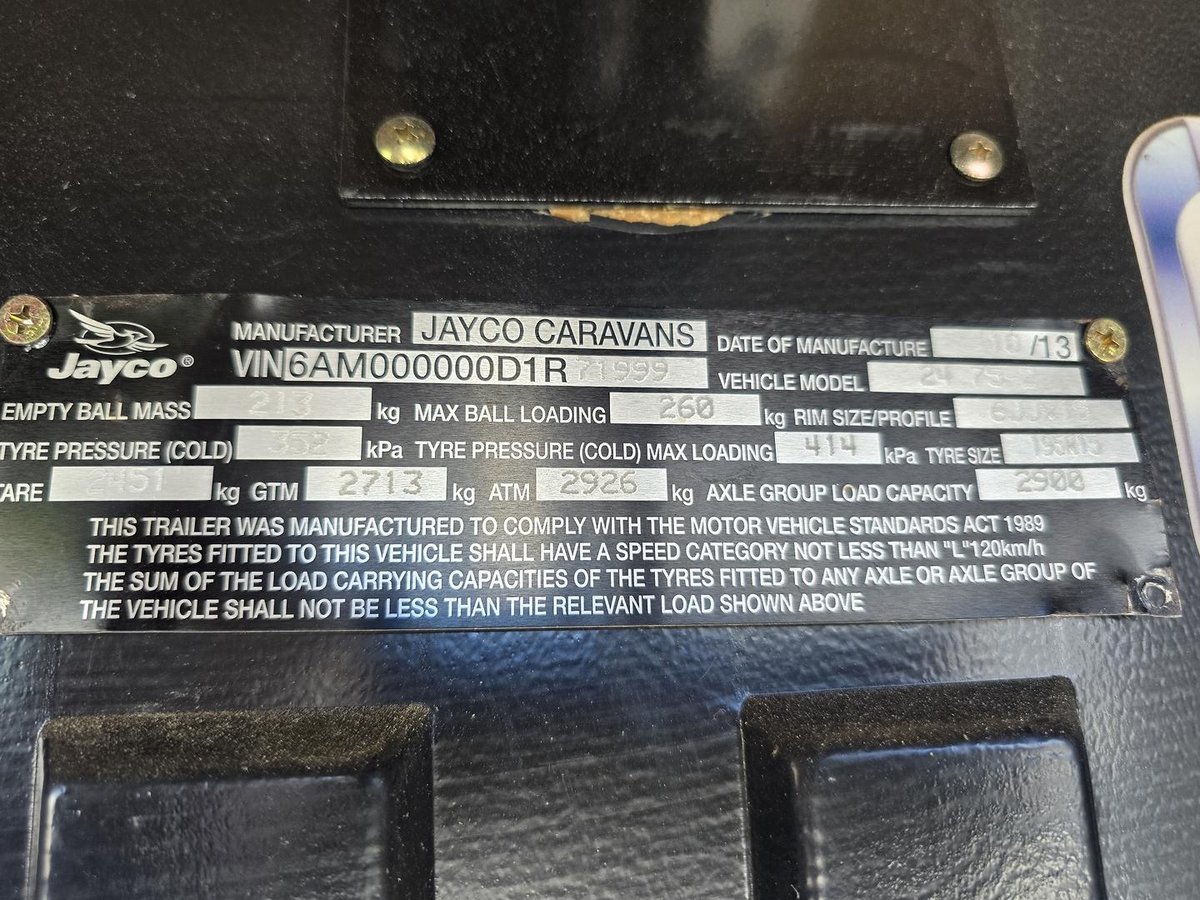 Jayco®
MANUFACTURER JAYCO CARAVANS DATE OF MANUFACTURE 10/13
VIN 6AM000000D1R71999 VEHICLE MODEL
EMPTY BALL MASS 213 kg MAX BALL LOADING 260 kg RIM SIZE/PROFILE
TYRE PRESSURE (COLD) kPa TYRE PRESSURE (COLD) MAX LOADING 414 kPa TYRE SIZE
TARE 2451 kg GTM 2713 kg ATM 2926 kg AXLE GROUP LOAD CAPACITY 2900 kg
THIS TRAILER WAS MANUFACTURED TO COMPLY WITH THE MOTOR VEHICLE STANDARDS ACT 1989
THE TYRES FITTED TO THIS VEHICLE SHALL HAVE A SPEED CATEGORY NOT LESS THAN "L"120km/h
THE SUM OF THE LOAD CARRYING CAPACITIES OF THE TYRES FITTED TO ANY AXLE OR AXLE GROUP OF
THE VEHICLE SHALL NOT BE LESS THAN THE RELEVANT LOAD SHOWN ABOVE